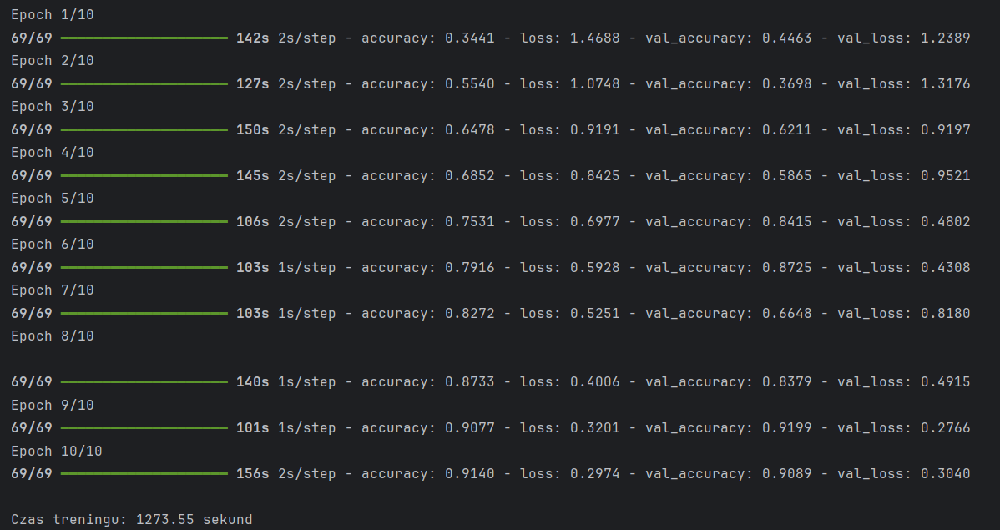 Epoch 1/10
69/69 ━━━━━━━━━━━━━━━━━━━━ 142s 2s/step - accuracy: 0.3441 - loss: 1.4688 - val_accuracy: 0.4463 - val_loss: 1.2389
Epoch 2/10
69/69 ━━━━━━━━━━━━━━━━━━━━ 127s 2s/step - accuracy: 0.5540 - loss: 1.0748 - val_accuracy: 0.3698 - val_loss: 1.3176
Epoch 3/10
69/69 ━━━━━━━━━━━━━━━━━━━━ 150s 2s/step - accuracy: 0.6478 - loss: 0.9191 - val_accuracy: 0.6211 - val_loss: 0.9197
Epoch 4/10
69/69 ━━━━━━━━━━━━━━━━━━━━ 145s 2s/step - accuracy: 0.6852 - loss: 0.8425 - val_accuracy: 0.5865 - val_loss: 0.9521
Epoch 5/10
69/69 ━━━━━━━━━━━━━━━━━━━━ 106s 2s/step - accuracy: 0.7531 - loss: 0.6977 - val_accuracy: 0.8415 - val_loss: 0.4802
Epoch 6/10
69/69 ━━━━━━━━━━━━━━━━━━━━ 103s 1s/step - accuracy: 0.7916 - loss: 0.5928 - val_accuracy: 0.8725 - val_loss: 0.4308
Epoch 7/10
69/69 ━━━━━━━━━━━━━━━━━━━━ 103s 1s/step - accuracy: 0.8272 - loss: 0.5251 - val_accuracy: 0.6648 - val_loss: 0.8180
Epoch 8/10
69/69 ━━━━━━━━━━━━━━━━━━━━ 140s 1s/step - accuracy: 0.8733 - loss: 0.4006 - val_accuracy: 0.8379 - val_loss: 0.4915
Epoch 9/10
69/69 ━━━━━━━━━━━━━━━━━━━━ 101s 1s/step - accuracy: 0.9077 - loss: 0.3201 - val_accuracy: 0.9199 - val_loss: 0.2766
Epoch 10/10
69/69 ━━━━━━━━━━━━━━━━━━━━ 156s 2s/step - accuracy: 0.9140 - loss: 0.2974 - val_accuracy: 0.9089 - val_loss: 0.3040
Czas treningu: 1273.55 sekund